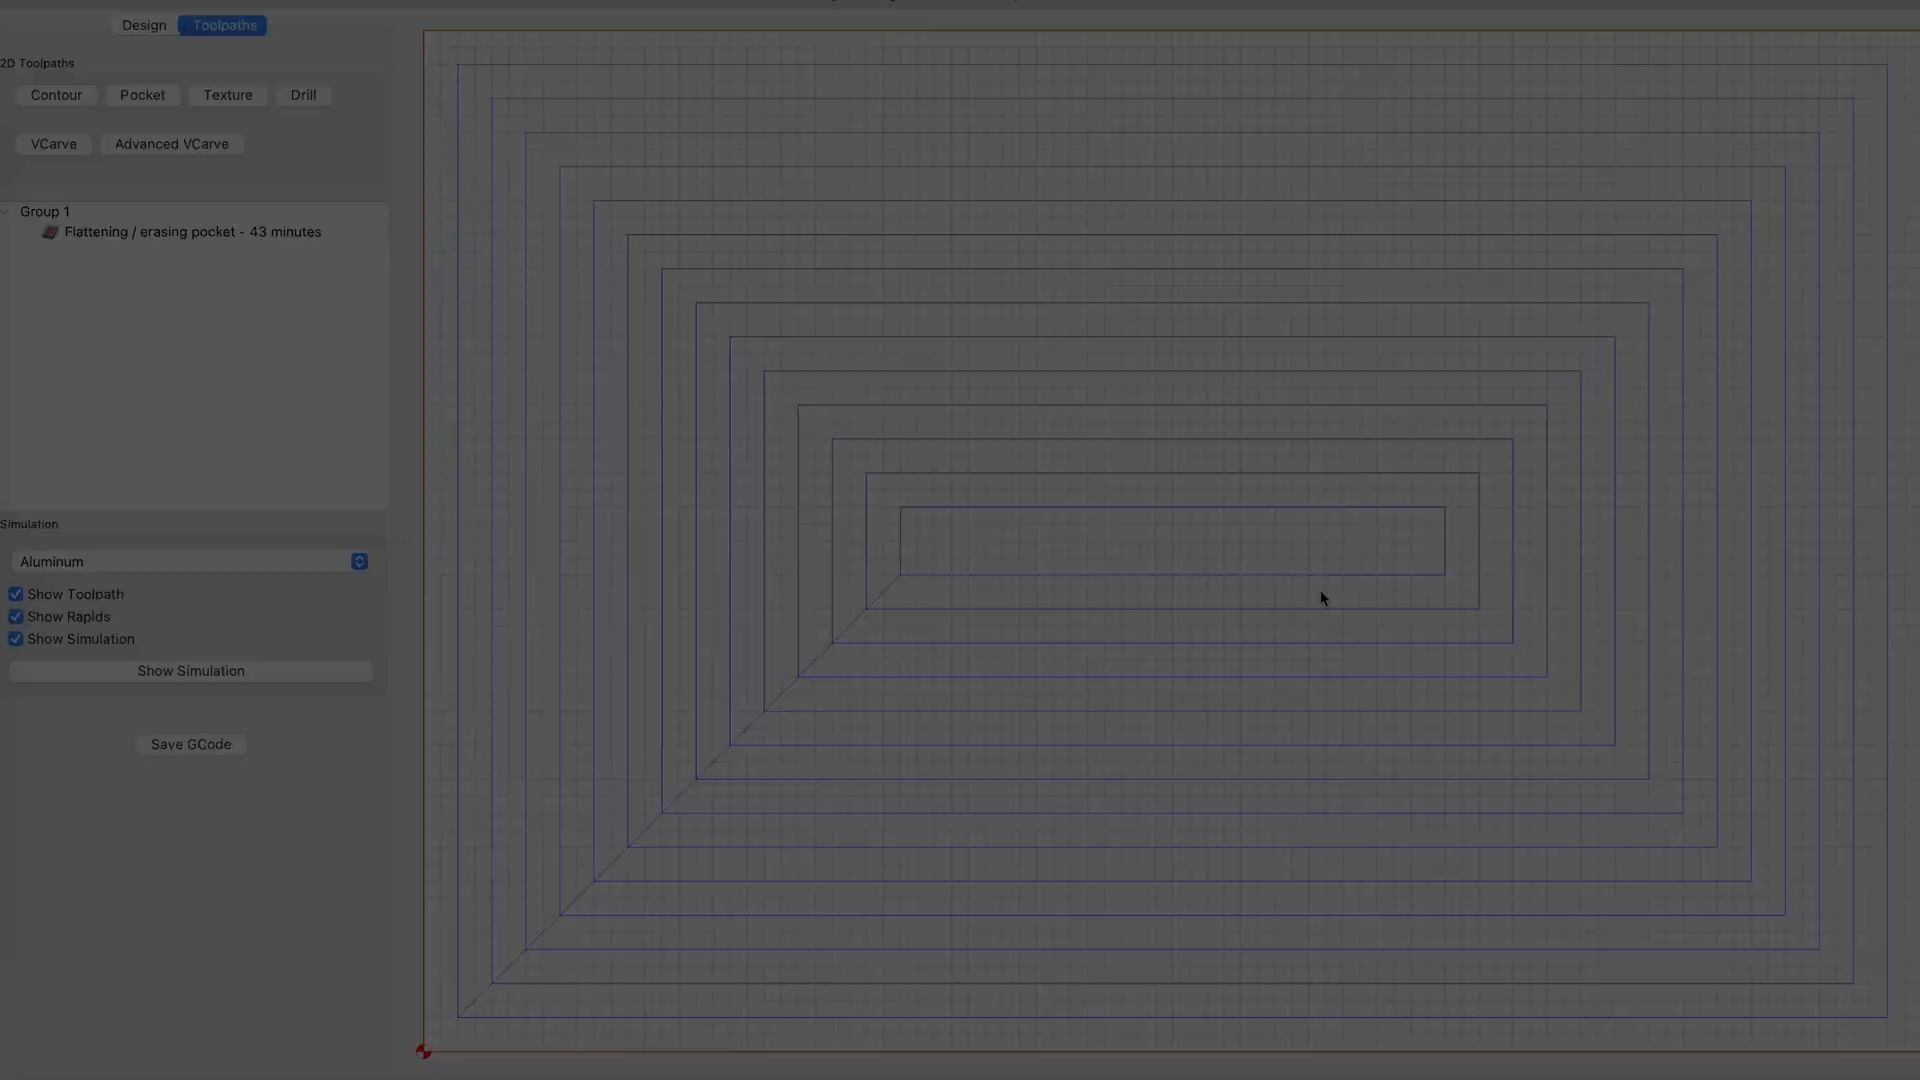 Design Toolpaths
2D Toolpaths
Contour Pocket Texture Drill
VCarve Advanced VCarve
Group 1
Flattening / erasing pocket - 43 minutes
Simulation
Aluminum
Show Toolpath
Show Rapids
Show Simulation
Show Simulation
Save GCode